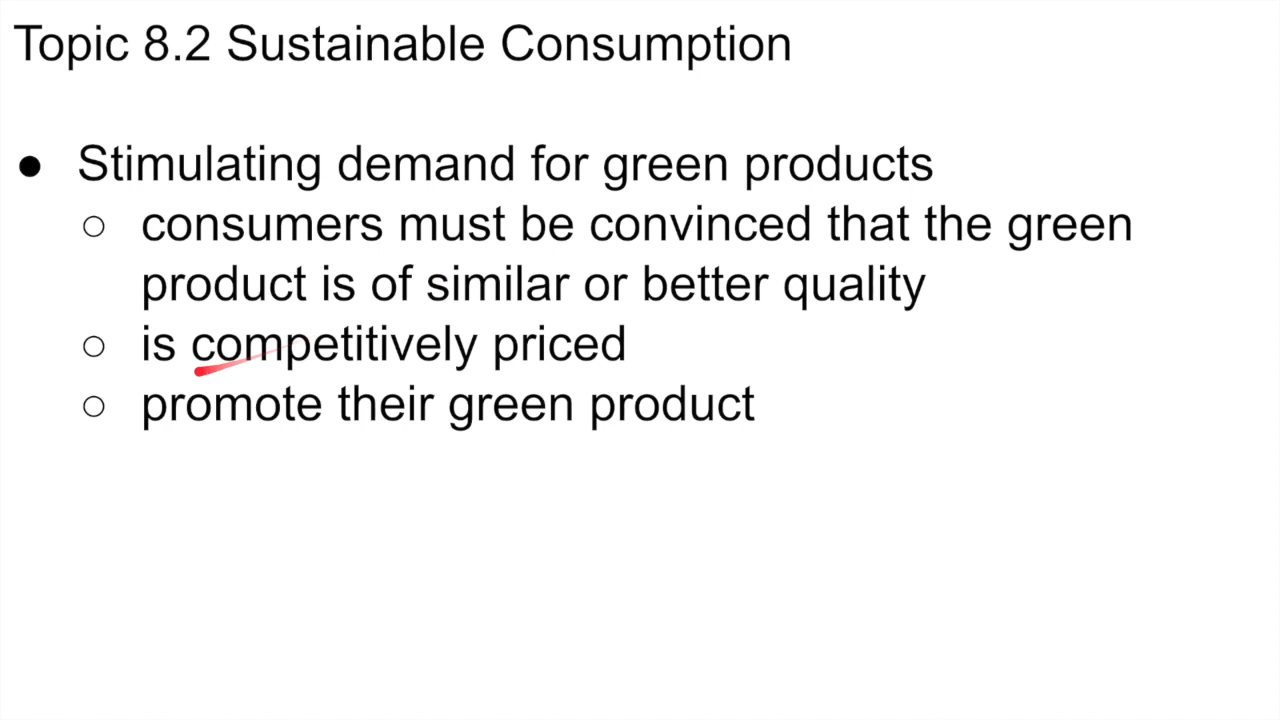 Topic 8.2 Sustainable Consumption
● Stimulating demand for green products
○ consumers must be convinced that the green
product is of similar or better quality
○ is competitively priced
○ promote their green product